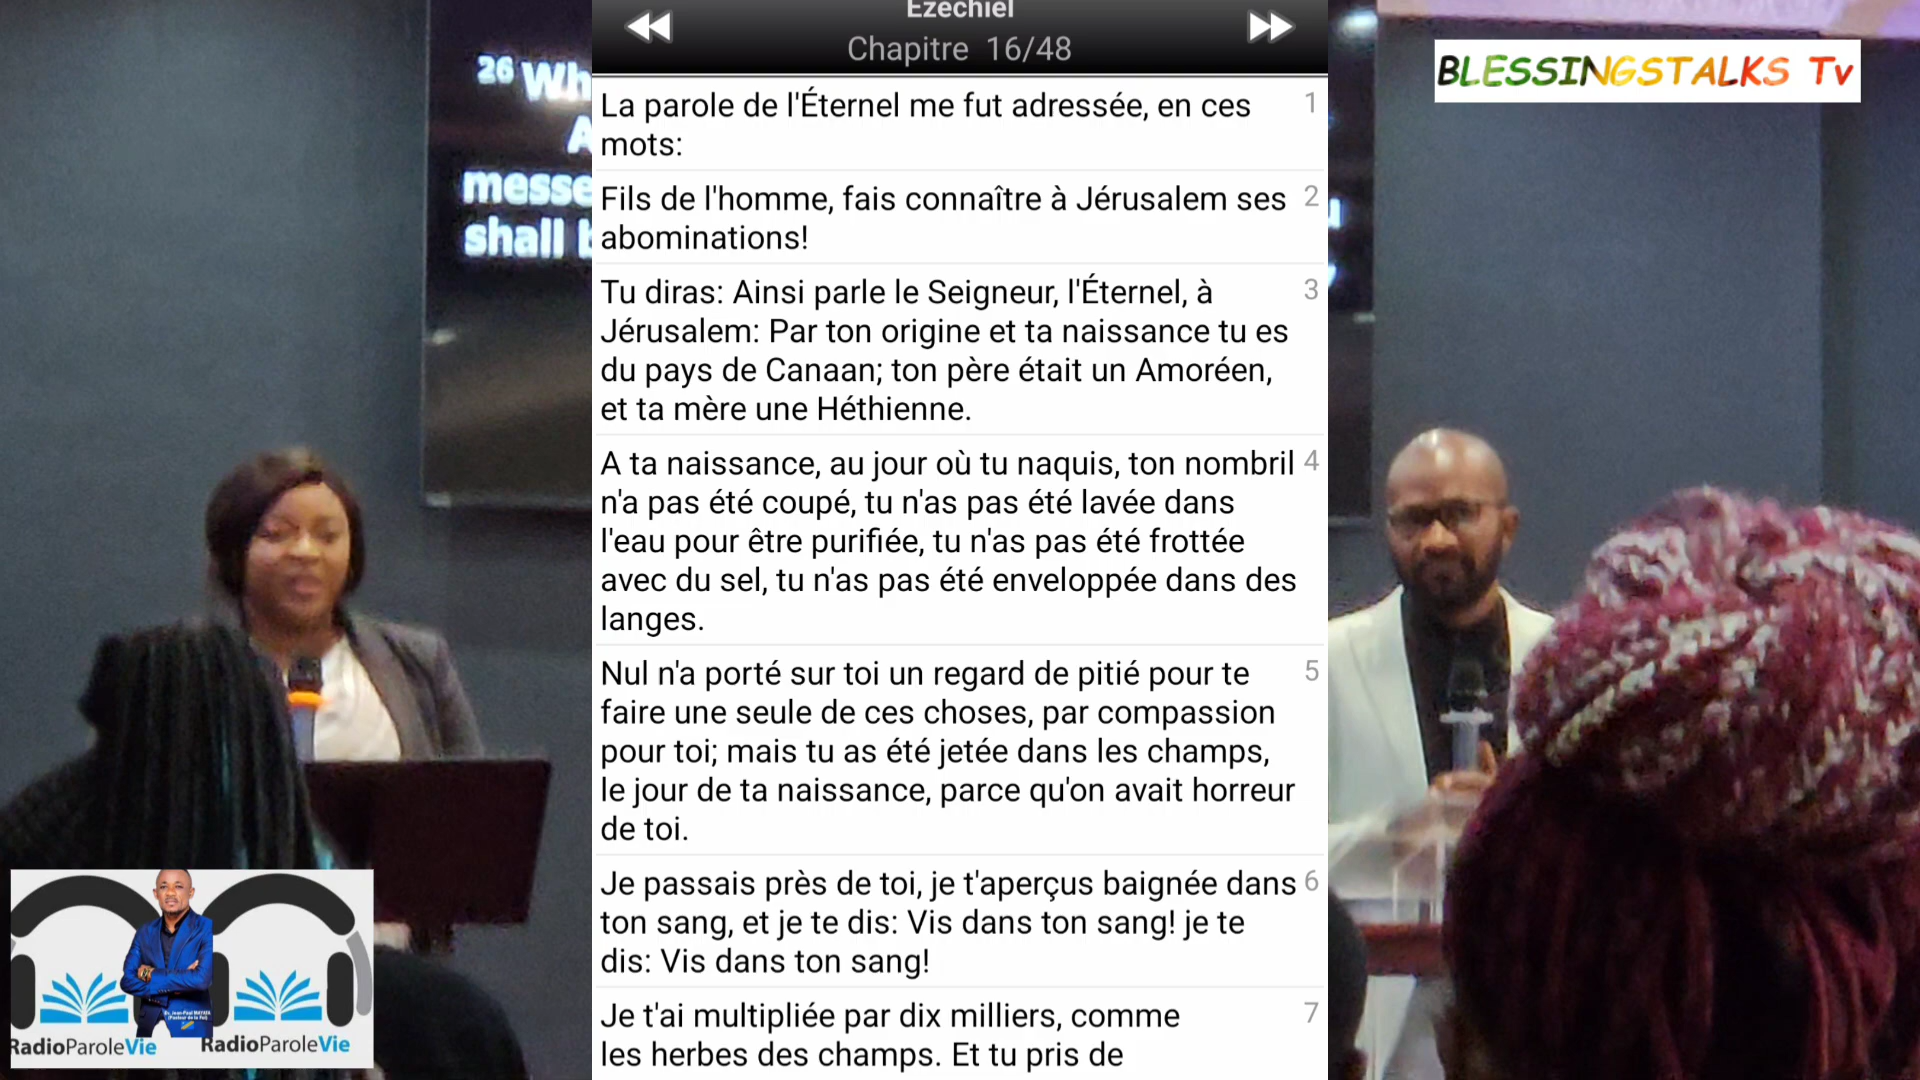 Ezéchiel
Chapitre 16/48
BLESSINGSTALKS Tv
26 Wh
A
messe
shall b
La parole de l'Éternel me fut adressée, en ces 1
mots:
Fils de l'homme, fais connaître à Jérusalem ses 2
abominations!
Tu diras: Ainsi parle le Seigneur, l'Éternel, à 3
Jérusalem: Par ton origine et ta naissance tu es
du pays de Canaan; ton père était un Amoréen,
et ta mère une Héthienne.
A ta naissance, au jour où tu naquis, ton nombril 4
n'a pas été coupé, tu n'as pas été lavée dans
l'eau pour être purifiée, tu n'as pas été frottée
avec du sel, tu n'as pas été enveloppée dans des
langes.
Nul n'a porté sur toi un regard de pitié pour te 5
faire une seule de ces choses, par compassion
pour toi; mais tu as été jetée dans les champs,
le jour de ta naissance, parce qu'on avait horreur
de toi.
Je passais près de toi, je t'aperçus baignée dans 6
ton sang, et je te dis: Vis dans ton sang! je te
dis: Vis dans ton sang!
Je t'ai multipliée par dix milliers, comme 7
les herbes des champs. Et tu pris de
RadioParoleVie
RadioParoleVie